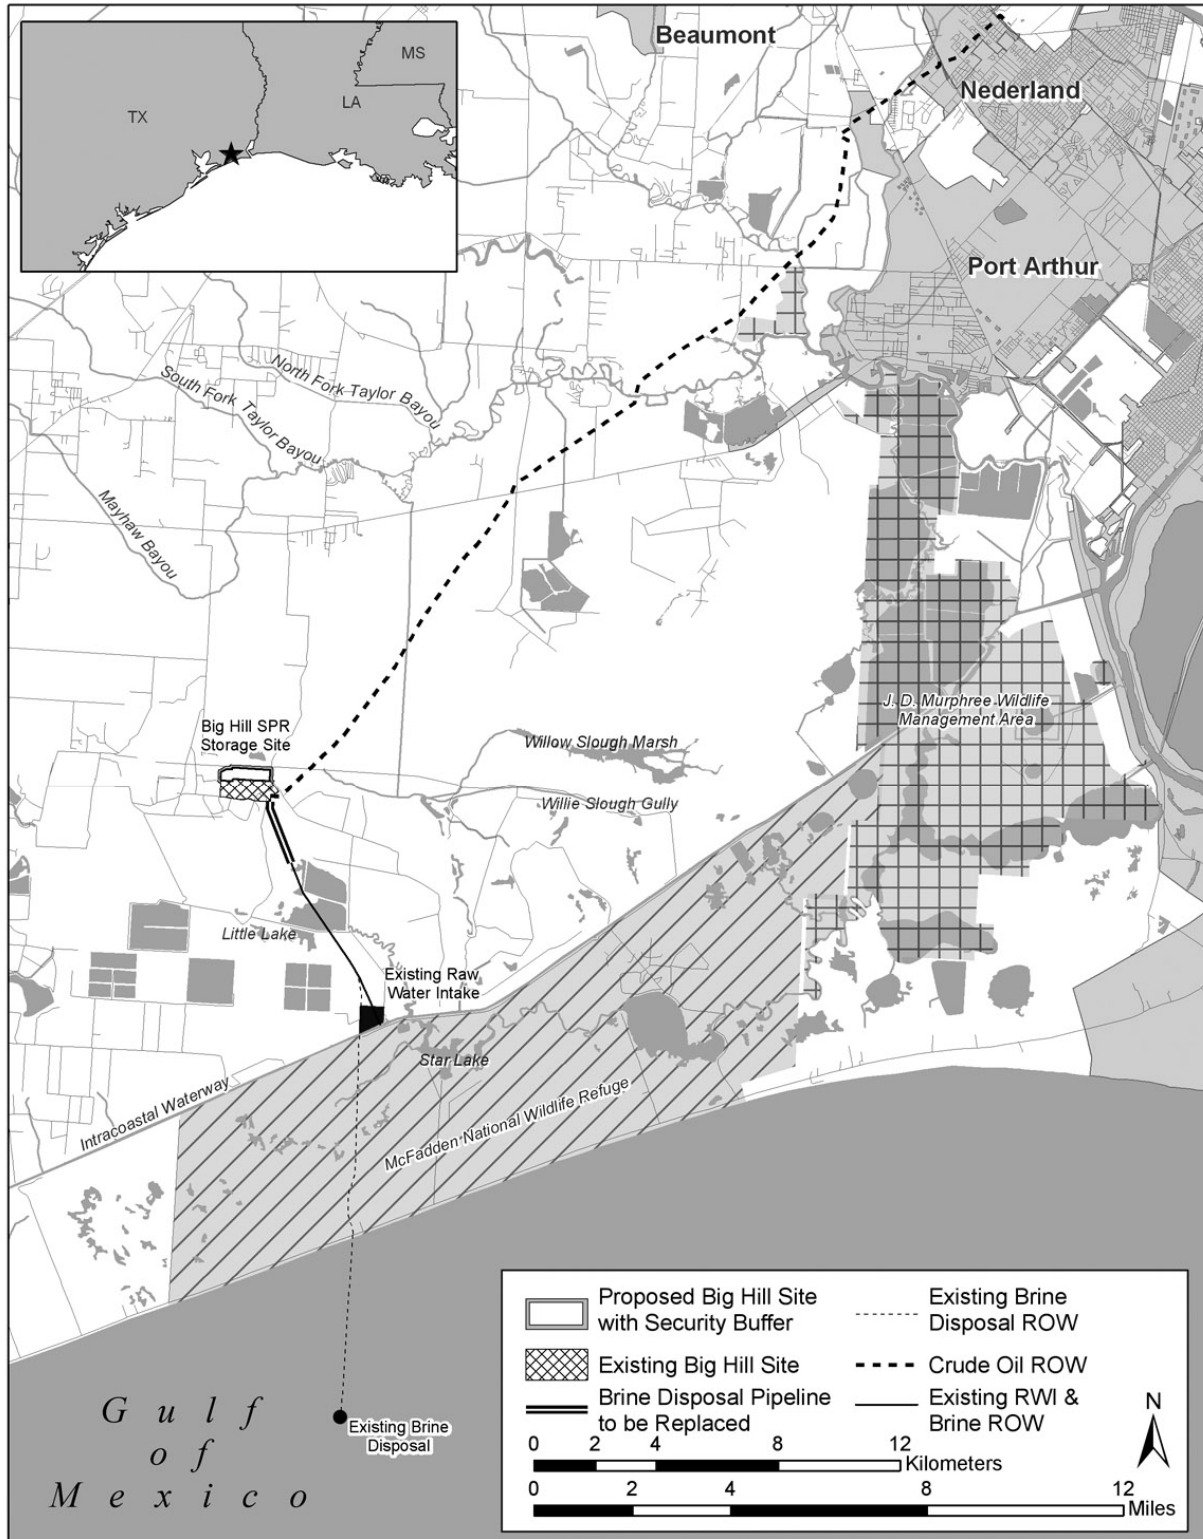 Beaumont
MS
TX
LA
Nederland
Port Arthur
North Fork Taylor Bayou
South Fork Taylor Bayou
Mayhaw Bayou
Big Hill SPR
Storage Site
Willow Slough Marsh
Willie Slough Gully
J. D. Murphree Wildlife
Management Area
Little Lake
Existing Raw
Water Intake
Star Lake
Intracoastal Waterway
McFadden National Wildlife Refuge
Gulf
of
Mexico
Existing Brine
Disposal
Proposed Big Hill Site
with Security Buffer
Existing Big Hill Site
Brine Disposal Pipeline
to be Replaced
Existing Brine
Disposal ROW
Crude Oil ROW
Existing RWI &
Brine ROW
N
0 2 4 8 12
Kilometers
0 2 4 8 12
Miles